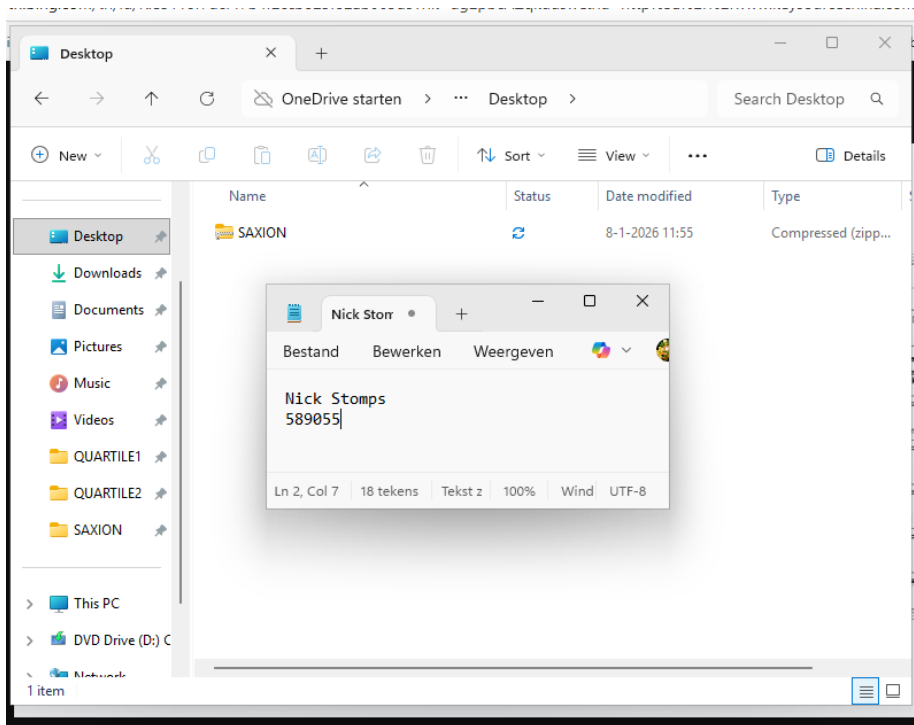 Desktop
OneDrive starten > ... Desktop >
Search Desktop
New
Sort
View
...
Details
Name
Status
Date modified
Type
Desktop
SAXION
8-1-2026 11:55
Compressed (zipp...
Downloads
Documents
Pictures
Music
Videos
QUARTILE1
QUARTILE2
SAXION
This PC
DVD Drive (D:) C
Network
1 item
Nick Stom
Bestand
Bewerken
Weergeven
Nick Stomps
589055
Ln 2, Col 7
18 tekens
Tekst z
100%
Wind
UTF-8